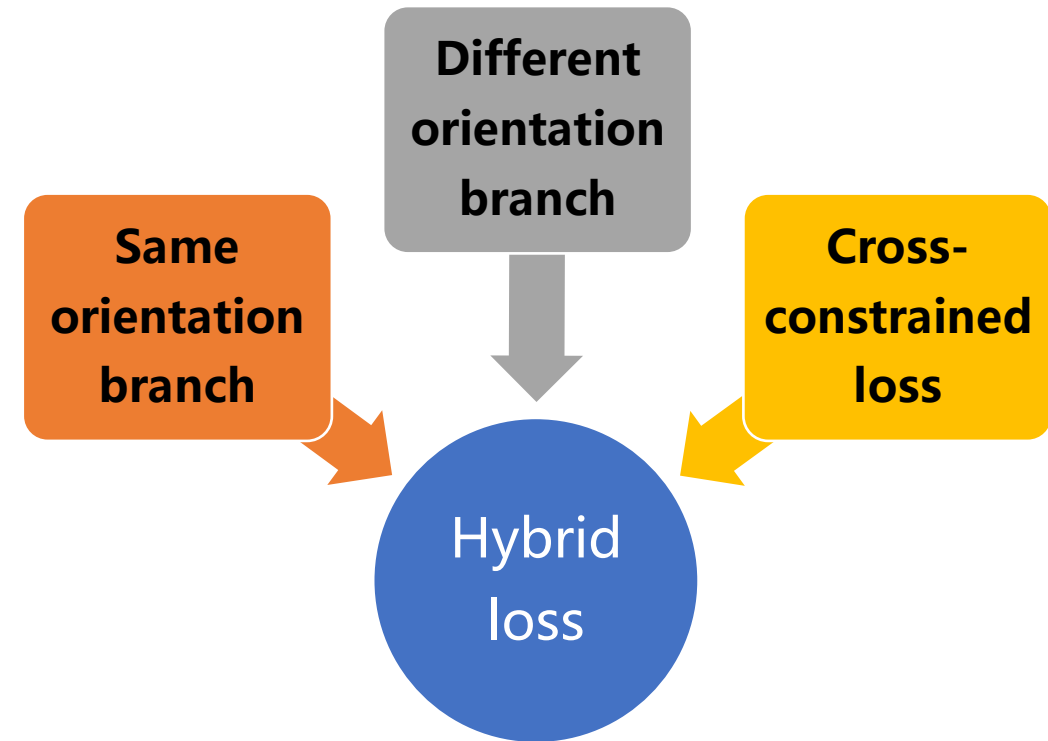 Different
orientation
branch
Same
orientation
branch
Cross-
constrained
loss
Hybrid
loss